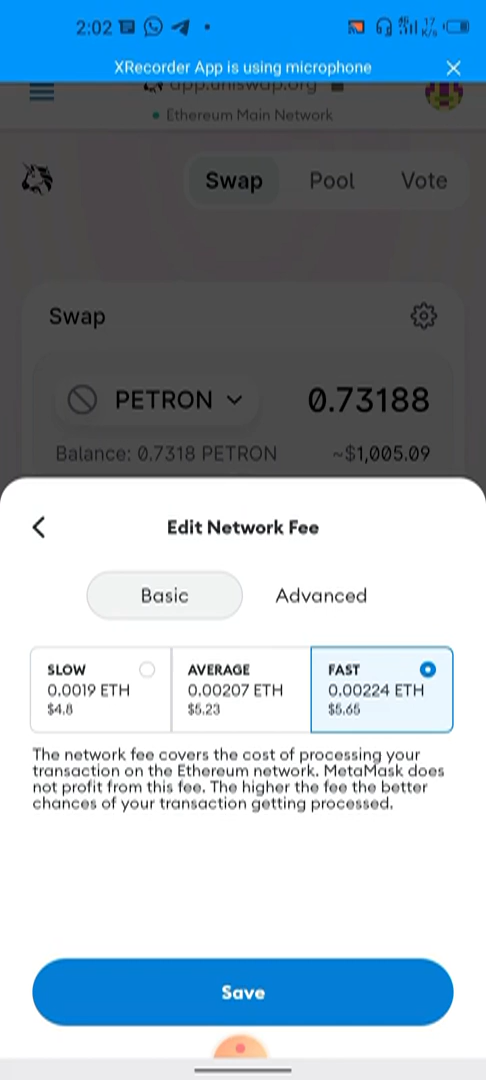 2:02
17
K/s
XRecorder App is using microphone
app.uniswap.org
Ethereum Main Network
Swap Pool Vote
Swap
PETRON 0.73188
Balance: 0.7318 PETRON ~$1,005.09
Edit Network Fee
Basic Advanced
SLOW AVERAGE FAST
0.0019 ETH 0.00207 ETH 0.00224 ETH
$4.8 $5.23 $5.65
The network fee covers the cost of processing your
transaction on the Ethereum network. MetaMask does
not profit from this fee. The higher the fee the better
chances of your transaction getting processed.
Save